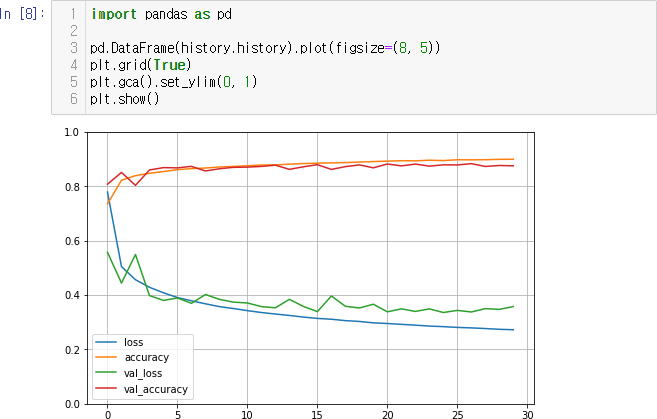 In [8]:
1 import pandas as pd
2
3 pd.DataFrame(history.history).plot(figsize=(8, 5))
4 plt.grid(True)
5 plt.gca().set_ylim(0, 1)
6 plt.show()
1.0
0.8
0.6
0.4
0.2
0.0
loss
accuracy
val_loss
val_accuracy
0 5 10 15 20 25 30